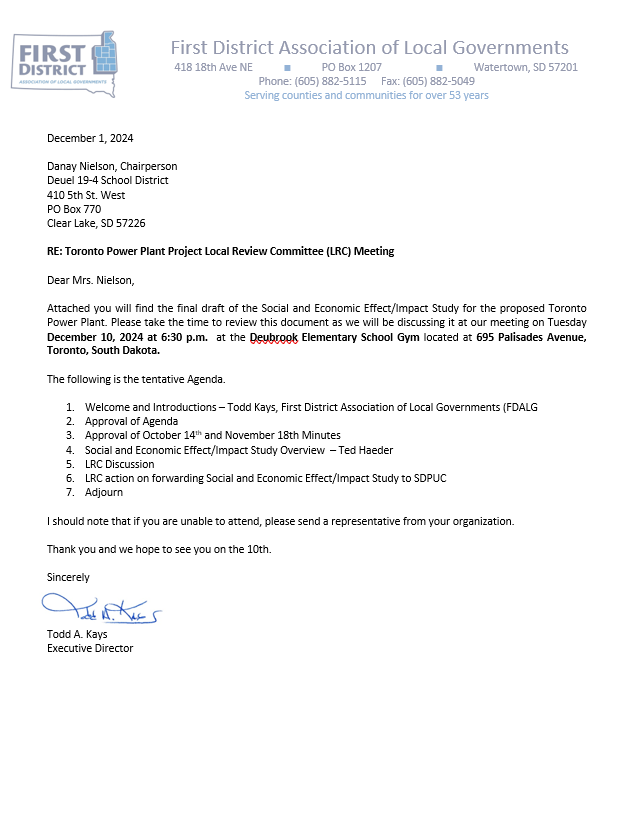 FIRST
DISTRICT
ASSOCIATION OF LOCAL GOVERNMENTS
First District Association of Local Governments
418 18th Ave NE ■ PO Box 1207 ■ Watertown, SD 57201
Phone: (605) 882-5115 Fax: (605) 882-5049
Serving counties and communities for over 53 years
December 1, 2024
Danay Nielson, Chairperson
Deuel 19-4 School District
410 5th St. West
PO Box 770
Clear Lake, SD 57226
RE: Toronto Power Plant Project Local Review Committee (LRC) Meeting
Dear Mrs. Nielson,
Attached you will find the final draft of the Social and Economic Effect/Impact Study for the proposed Toronto
Power Plant. Please take the time to review this document as we will be discussing it at our meeting on Tuesday
December 10, 2024 at 6:30 p.m. at the Deubrook Elementary School Gym located at 695 Palisades Avenue,
Toronto, South Dakota.
The following is the tentative Agenda.
1. Welcome and Introductions – Todd Kays, First District Association of Local Governments (FDALG
2. Approval of Agenda
3. Approval of October 14th and November 18th Minutes
4. Social and Economic Effect/Impact Study Overview – Ted Haeder
5. LRC Discussion
6. LRC action on forwarding Social and Economic Effect/Impact Study to SDPUC
7. Adjourn
I should note that if you are unable to attend, please send a representative from your organization.
Thank you and we hope to see you on the 10th.
Sincerely
Todd A. Kays
Todd A. Kays
Executive Director